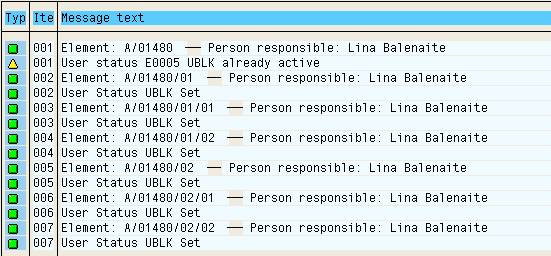 Typ Ite Message text
001 Element: A/01480 — Person responsible: Lina Balenaite
001 User status E0005 UBLK already active
002 Element: A/01480/01 — Person responsible: Lina Balenaite
002 User Status UBLK Set
003 Element: A/01480/01/01 — Person responsible: Lina Balenaite
003 User Status UBLK Set
004 Element: A/01480/01/02 — Person responsible: Lina Balenaite
004 User Status UBLK Set
005 Element: A/01480/02 — Person responsible: Lina Balenaite
005 User Status UBLK Set
006 Element: A/01480/02/01 — Person responsible: Lina Balenaite
006 User Status UBLK Set
007 Element: A/01480/02/02 — Person responsible: Lina Balenaite
007 User Status UBLK Set